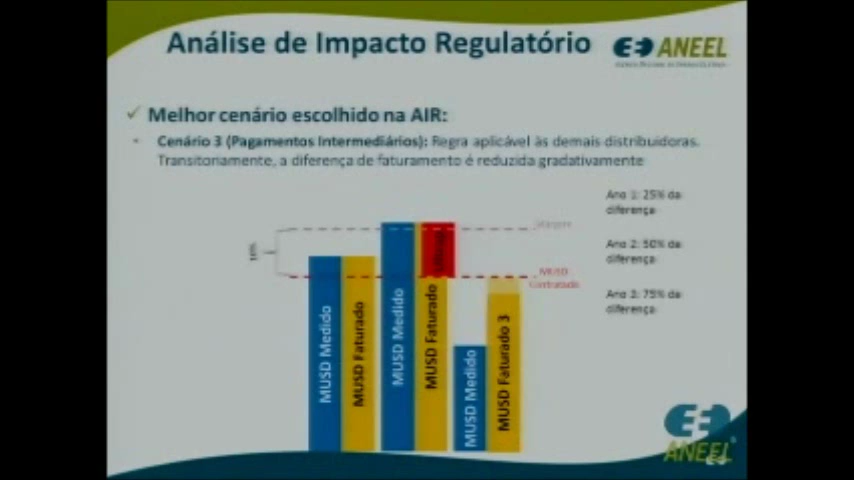 Análise de Impacto Regulatório
ANEEL
Melhor cenário escolhido na AIR:
Cenário 3 (Pagamentos Intermediários): Regra aplicável às demais distribuidoras.
Transitoriamente, a diferença de faturamento é reduzida gradativamente
Ano 1: 25% da
diferença
Ano 2: 50% da
diferença
Ano 3: 75% da
diferença
10%
MUSD
Contratado
MUSD Medido
MUSD Faturado
MUSD Medido
MUSD Faturado
MUSD Medido
MUSD Faturado 3
ANEEL